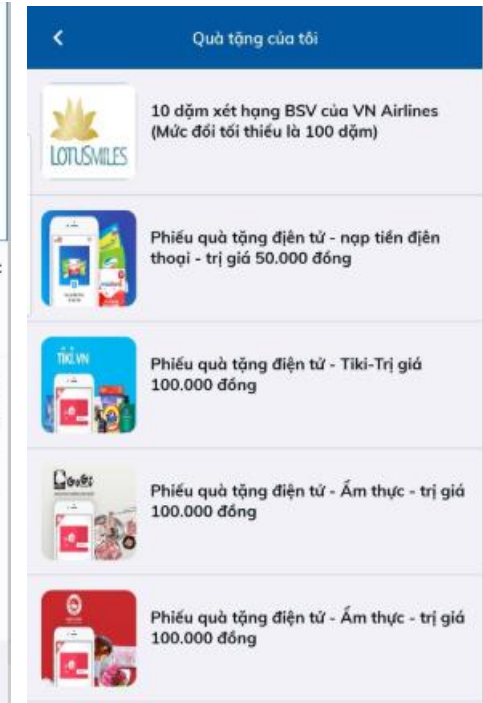 Quà tặng của tôi
LOTUSMILES
10 dặm xét hạng BSV của VN Airlines
(Mức đổi tối thiểu là 100 dặm)
Phiếu quà tặng điện tử - nạp tiền điện
thoại - trị giá 50.000 đồng
TIKI.VN
Phiếu quà tặng điện tử - Tiki-Trị giá
100.000 đồng
Phiếu quà tặng điện tử - Ẩm thực - trị giá
100.000 đồng
Phiếu quà tặng điện tử - Ẩm thực - trị giá
100.000 đồng